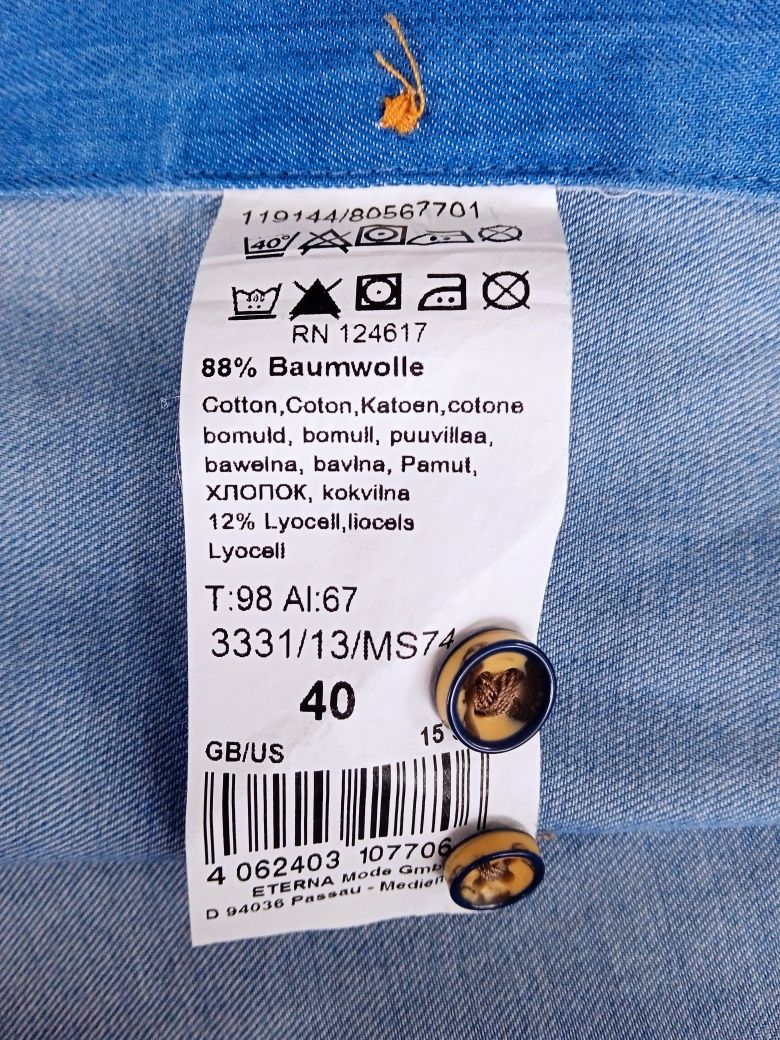 119144/80567701
40°
RN 124617
88% Baumwolle
Cotton,Coton,Katoen,cotone
bomuld, bomull, puuvillaa,
bawelna, bavlna, Pamut,
ХЛОПОК, kokvilna
12% Lyocell,liocels
Lyocell
T:98 Al:67
3331/13/MS74
40
GB/US 15
4 062403 107706
ETERNA Mode Gmb
D 94036 Passau - Medien